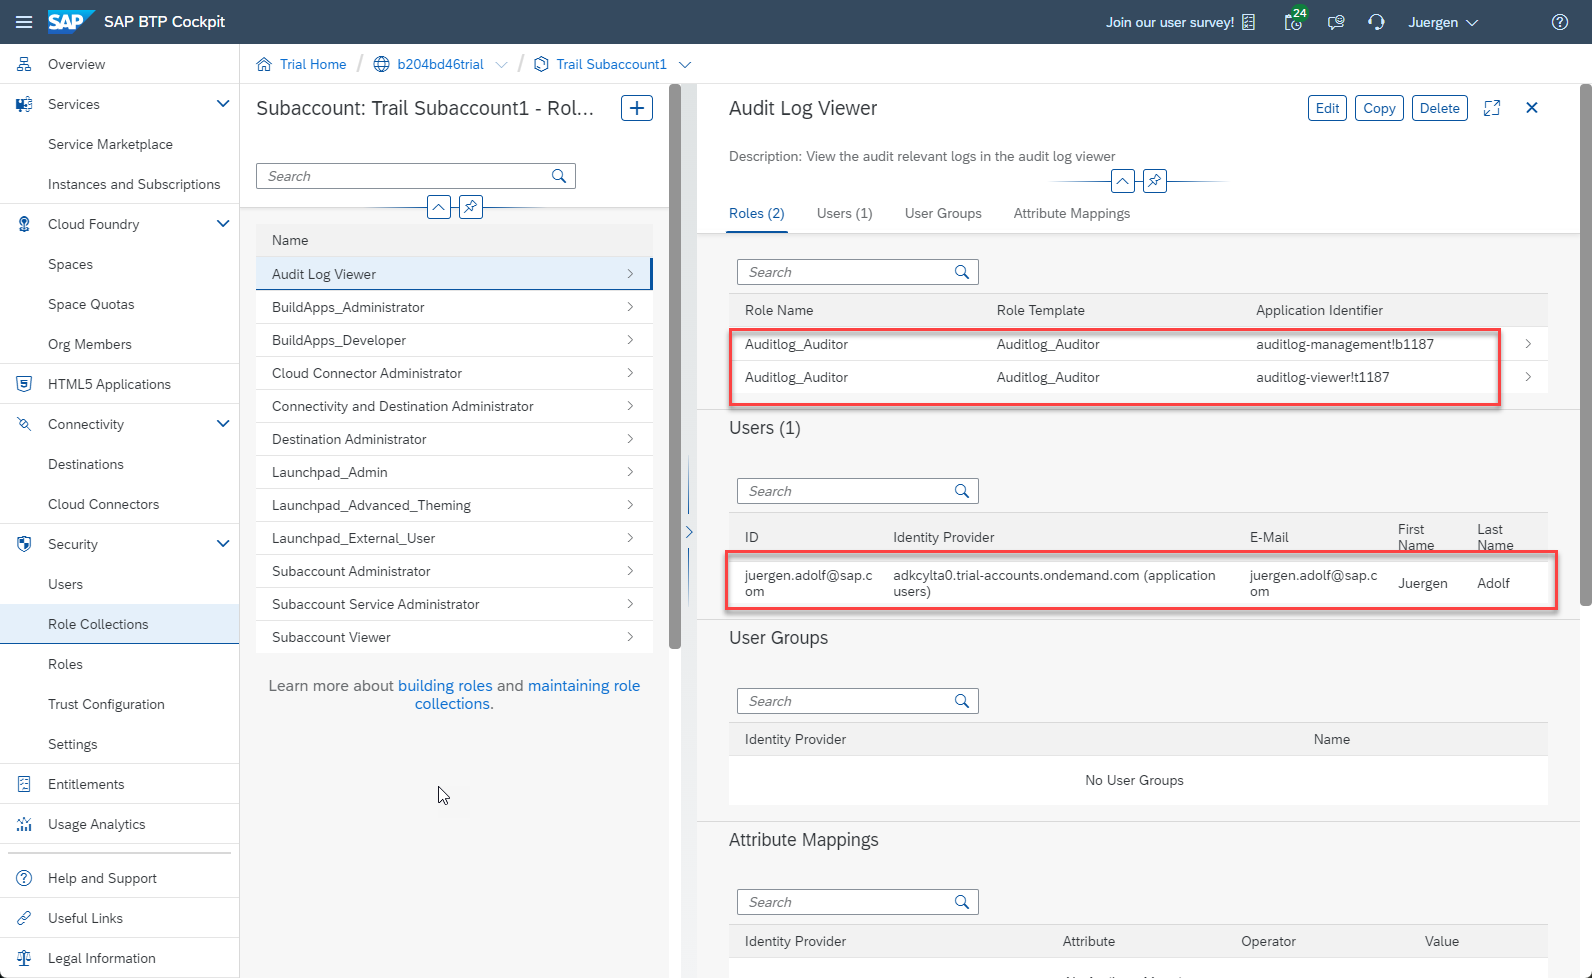 SAP
SAP BTP Cockpit
Join our user survey!
24
Juergen
Overview
Services
Service Marketplace
Instances and Subscriptions
Cloud Foundry
Spaces
Space Quotas
Org Members
HTML5 Applications
Connectivity
Destinations
Cloud Connectors
Security
Users
Role Collections
Roles
Trust Configuration
Settings
Entitlements
Usage Analytics
Help and Support
Useful Links
Legal Information
Trial Home / b204bd46trial / Trail Subaccount1
Subaccount: Trail Subaccount1 - Rol...
Search
Name
Audit Log Viewer
BuildApps_Administrator
BuildApps_Developer
Cloud Connector Administrator
Connectivity and Destination Administrator
Destination Administrator
Launchpad_Admin
Launchpad_Advanced_Theming
Launchpad_External_User
Subaccount Administrator
Subaccount Service Administrator
Subaccount Viewer
Learn more about building roles and maintaining role
collections.
Audit Log Viewer
Edit Copy Delete
Description: View the audit relevant logs in the audit log viewer
Roles (2) Users (1) User Groups Attribute Mappings
Search
Role Name Role Template Application Identifier
Auditlog_Auditor Auditlog_Auditor auditlog-management!b1187
Auditlog_Auditor Auditlog_Auditor auditlog-viewer!t1187
Users (1)
Search
ID Identity Provider E-Mail First Name Last Name
juergen.adolf@sap.c adkcylta0.trial-accounts.ondemand.com (application juergen.adolf@sap.c Juergen Adolf
om users) om
User Groups
Search
Identity Provider Name
No User Groups
Attribute Mappings
Search
Identity Provider Attribute Operator Value